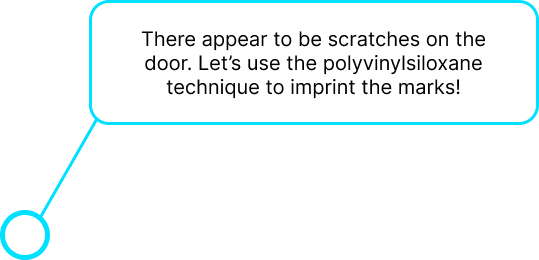 There appear to be scratches on the
door. Let’s use the polyvinylsiloxane
technique to imprint the marks!